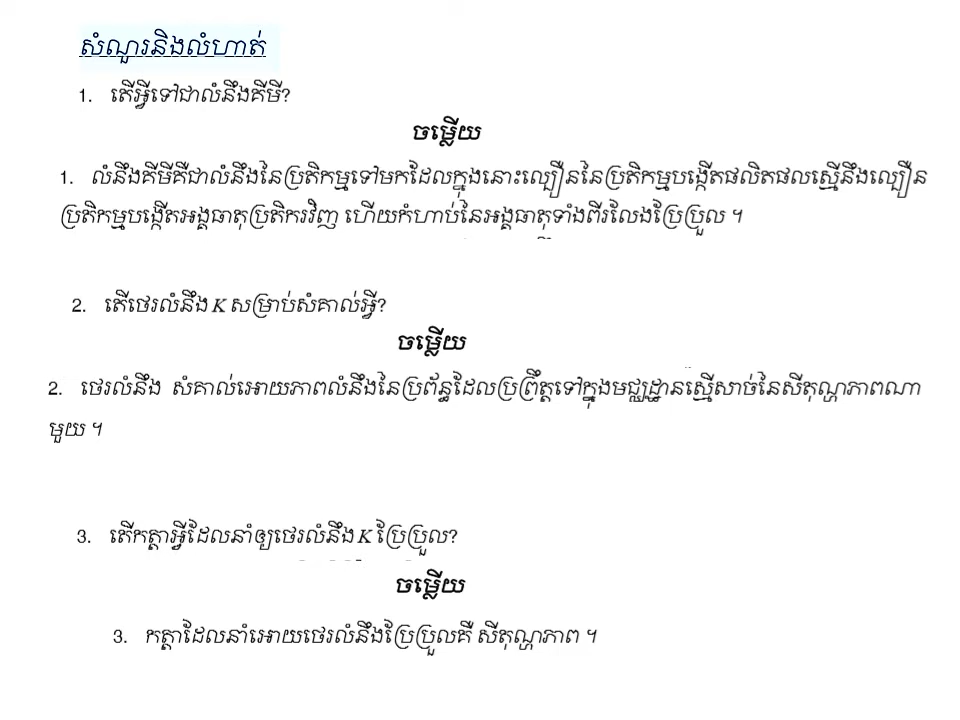 សំណួរនិងលំហាត់
1. តើអ្វីទៅជាលំនឹងគីមី?
ចម្លើយ
1. លំនឹងគីមីគឺជាលំនឹងនៃប្រតិកម្មទៅមកដែលក្នុងនោះល្បឿននៃប្រតិកម្មបង្កើតផលិតផលស្មើនឹងល្បឿន
ប្រតិកម្មបង្កើតអង្គធាតុប្រតិករវិញ ហើយកំហាប់នៃអង្គធាតុទាំងពីរលែងប្រែប្រួល ។
2. តើថេរលំនឹង K សម្រាប់សំគាល់អ្វី?
ចម្លើយ
2. ថេរលំនឹង សំគាល់អោយភាពលំនឹងនៃប្រព័ន្ធដែលប្រព្រឹត្តទៅក្នុងមជ្ឈដ្ឋានស្មើសាច់នៃសីតុណ្ហភាពណា
មួយ ។
3. តើកត្តាអ្វីដែលនាំឲ្យថេរលំនឹង K ប្រែប្រួល?
ចម្លើយ
3. កត្តាដែលនាំអោយថេរលំនឹងប្រែប្រួលគឺ សីតុណ្ហភាព ។